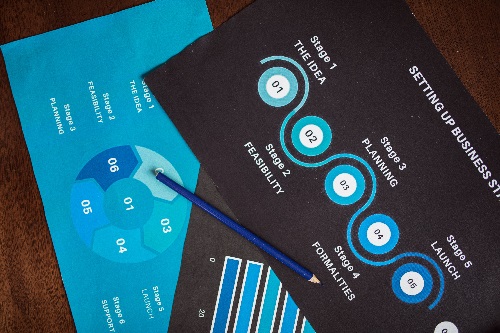 Stage 1
THE IDEA
Stage 2
FEASIBILITY
Stage 3
PLANNING
06
05
01
03
04
Stage 5
LAUNCH
Stage 6
SUPPORT
SETTING UP BUSINESS
Stage 1
THE IDEA
01
02
Stage 2
FEASIBILITY
Stage 3
PLANNING
03
04
Stage 4
FORMALITIES
Stage 5
LAUNCH
05
0
20